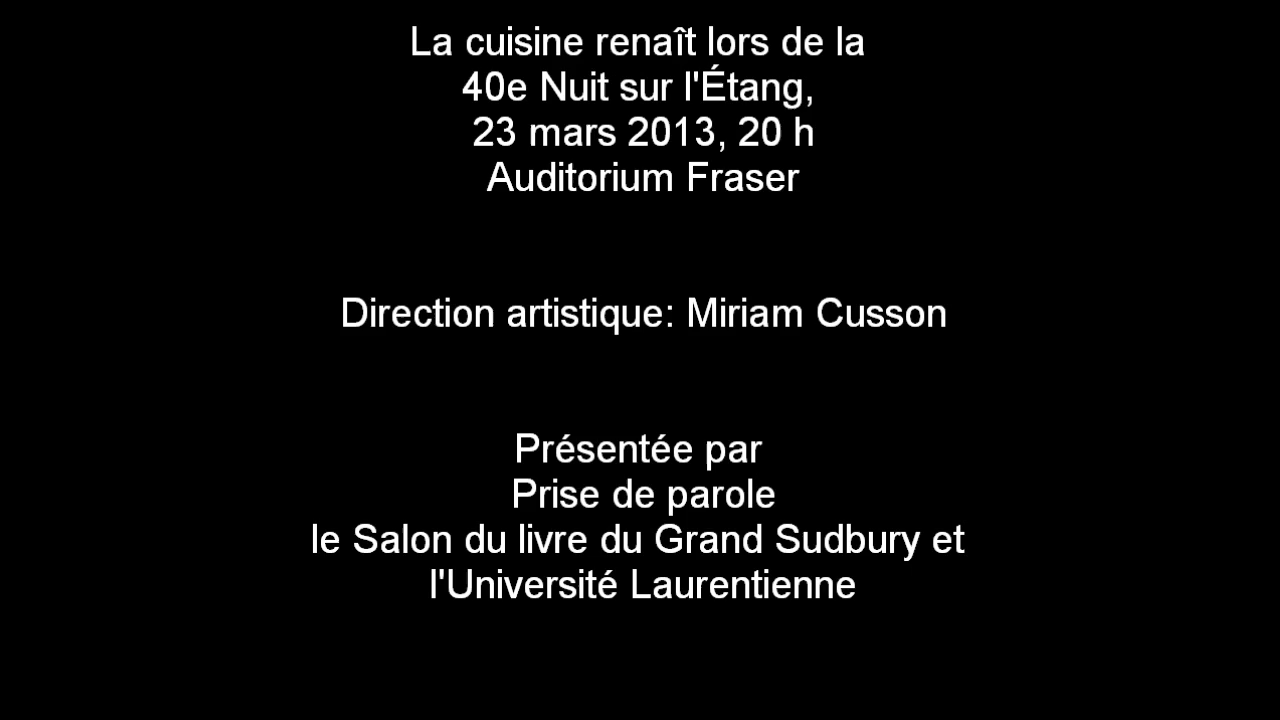 La cuisine renaît lors de la
40e Nuit sur l'Étang,
23 mars 2013, 20 h
Auditorium Fraser
Direction artistique: Miriam Cusson
Présentée par
Prise de parole
le Salon du livre du Grand Sudbury et
l'Université Laurentienne